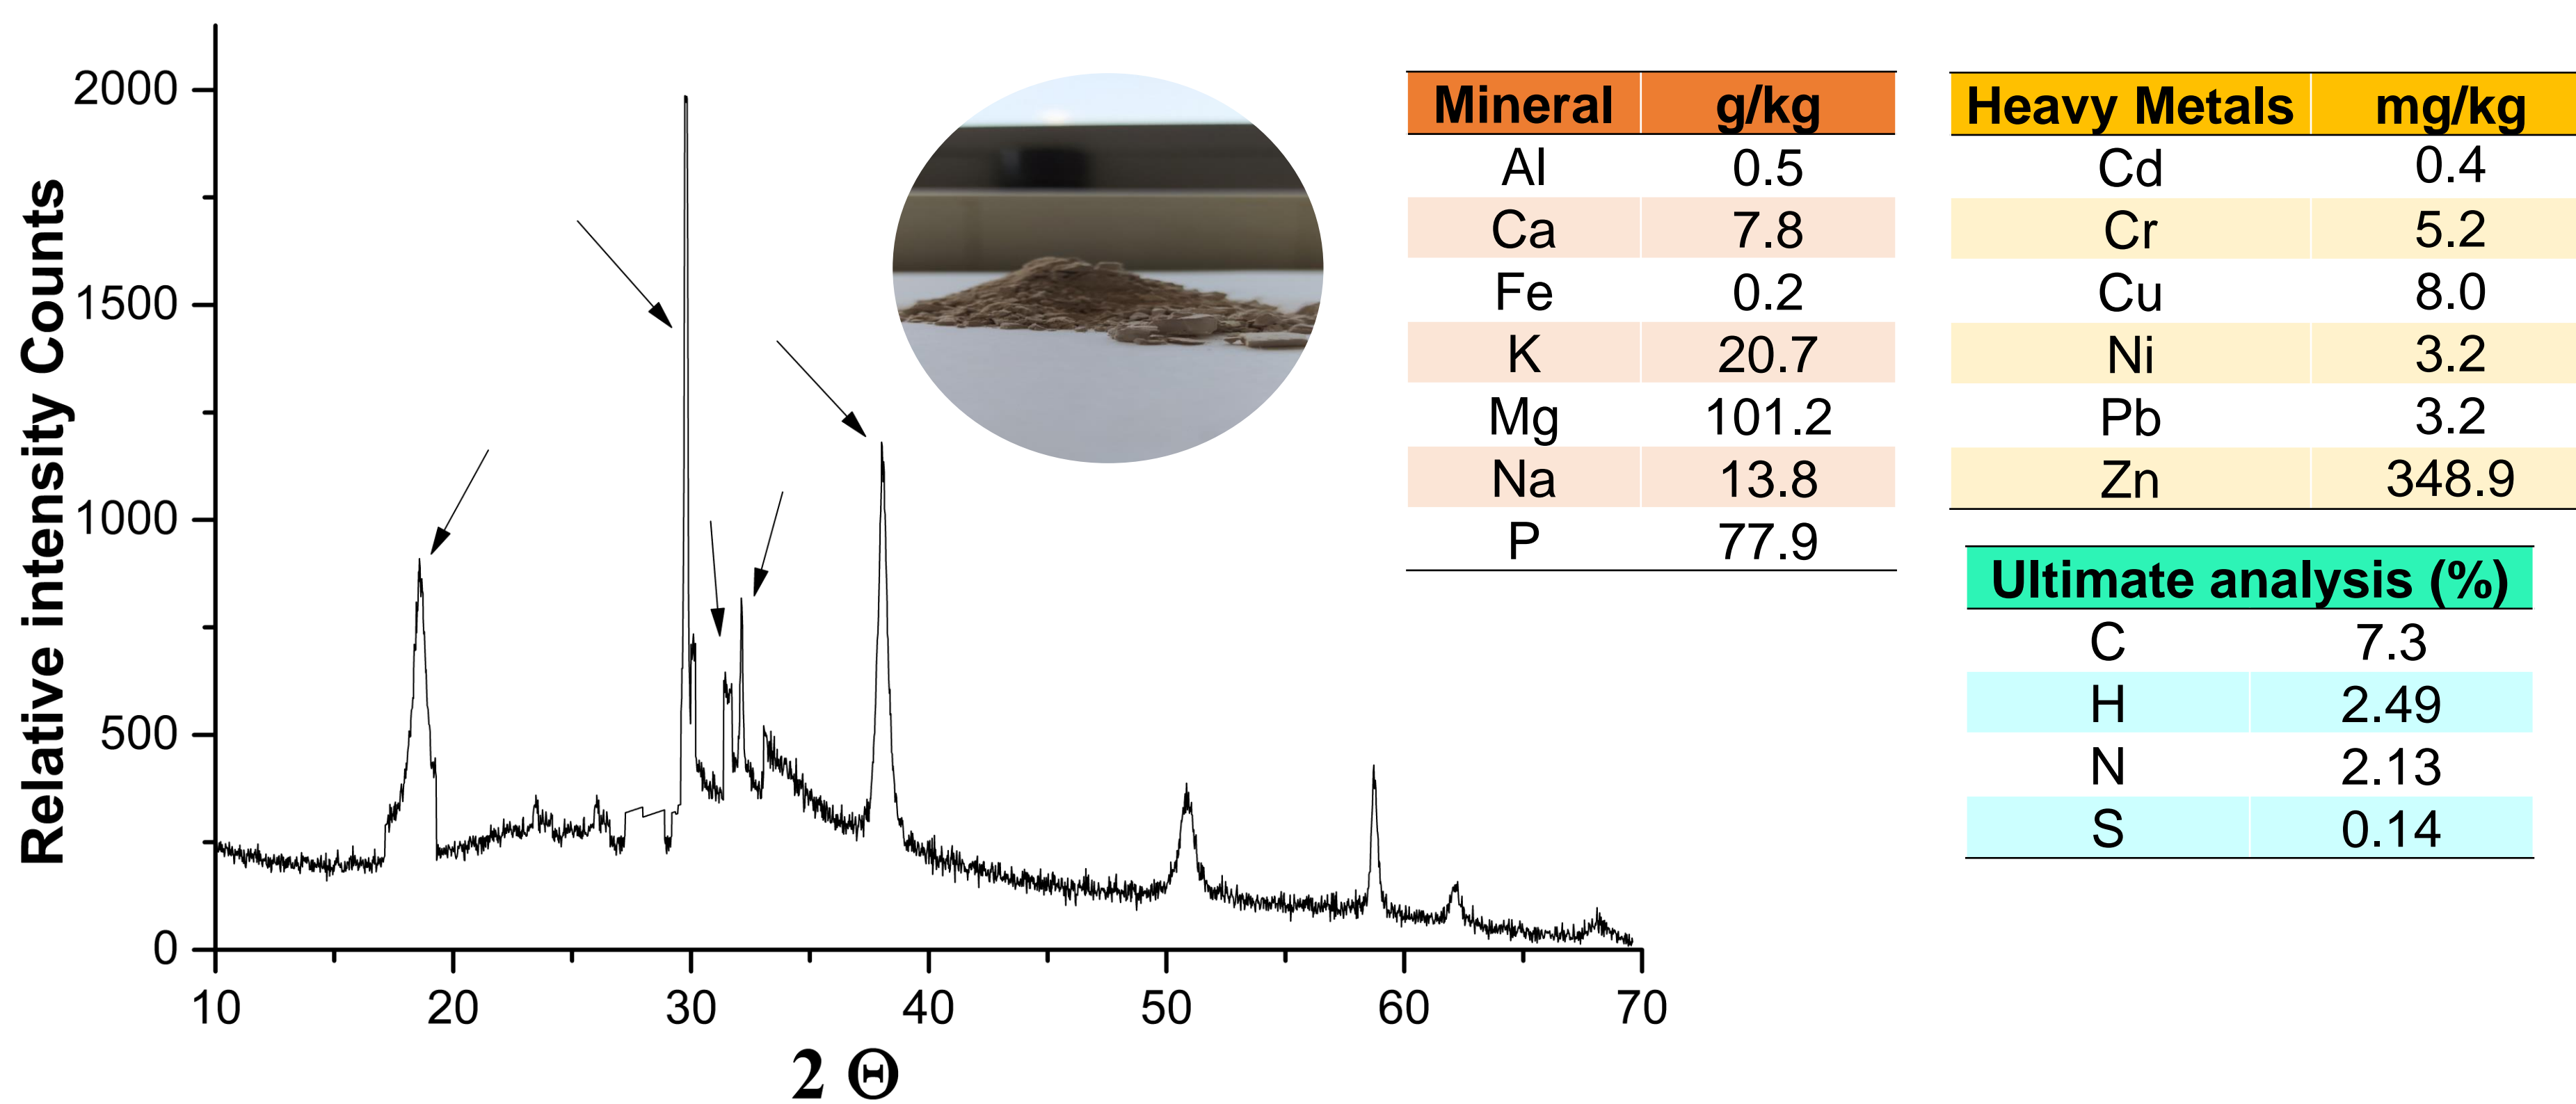 Relative intensity Counts
2000
1500
1000
500
0
10 20 30 40 50 60 70
2 Θ
Mineral g/kg
Al 0.5
Ca 7.8
Fe 0.2
K 20.7
Mg 101.2
Na 13.8
P 77.9
Heavy Metals mg/kg
Cd 0.4
Cr 5.2
Cu 8.0
Ni 3.2
Pb 3.2
Zn 348.9
Ultimate analysis (%)
C 7.3
H 2.49
N 2.13
S 0.14